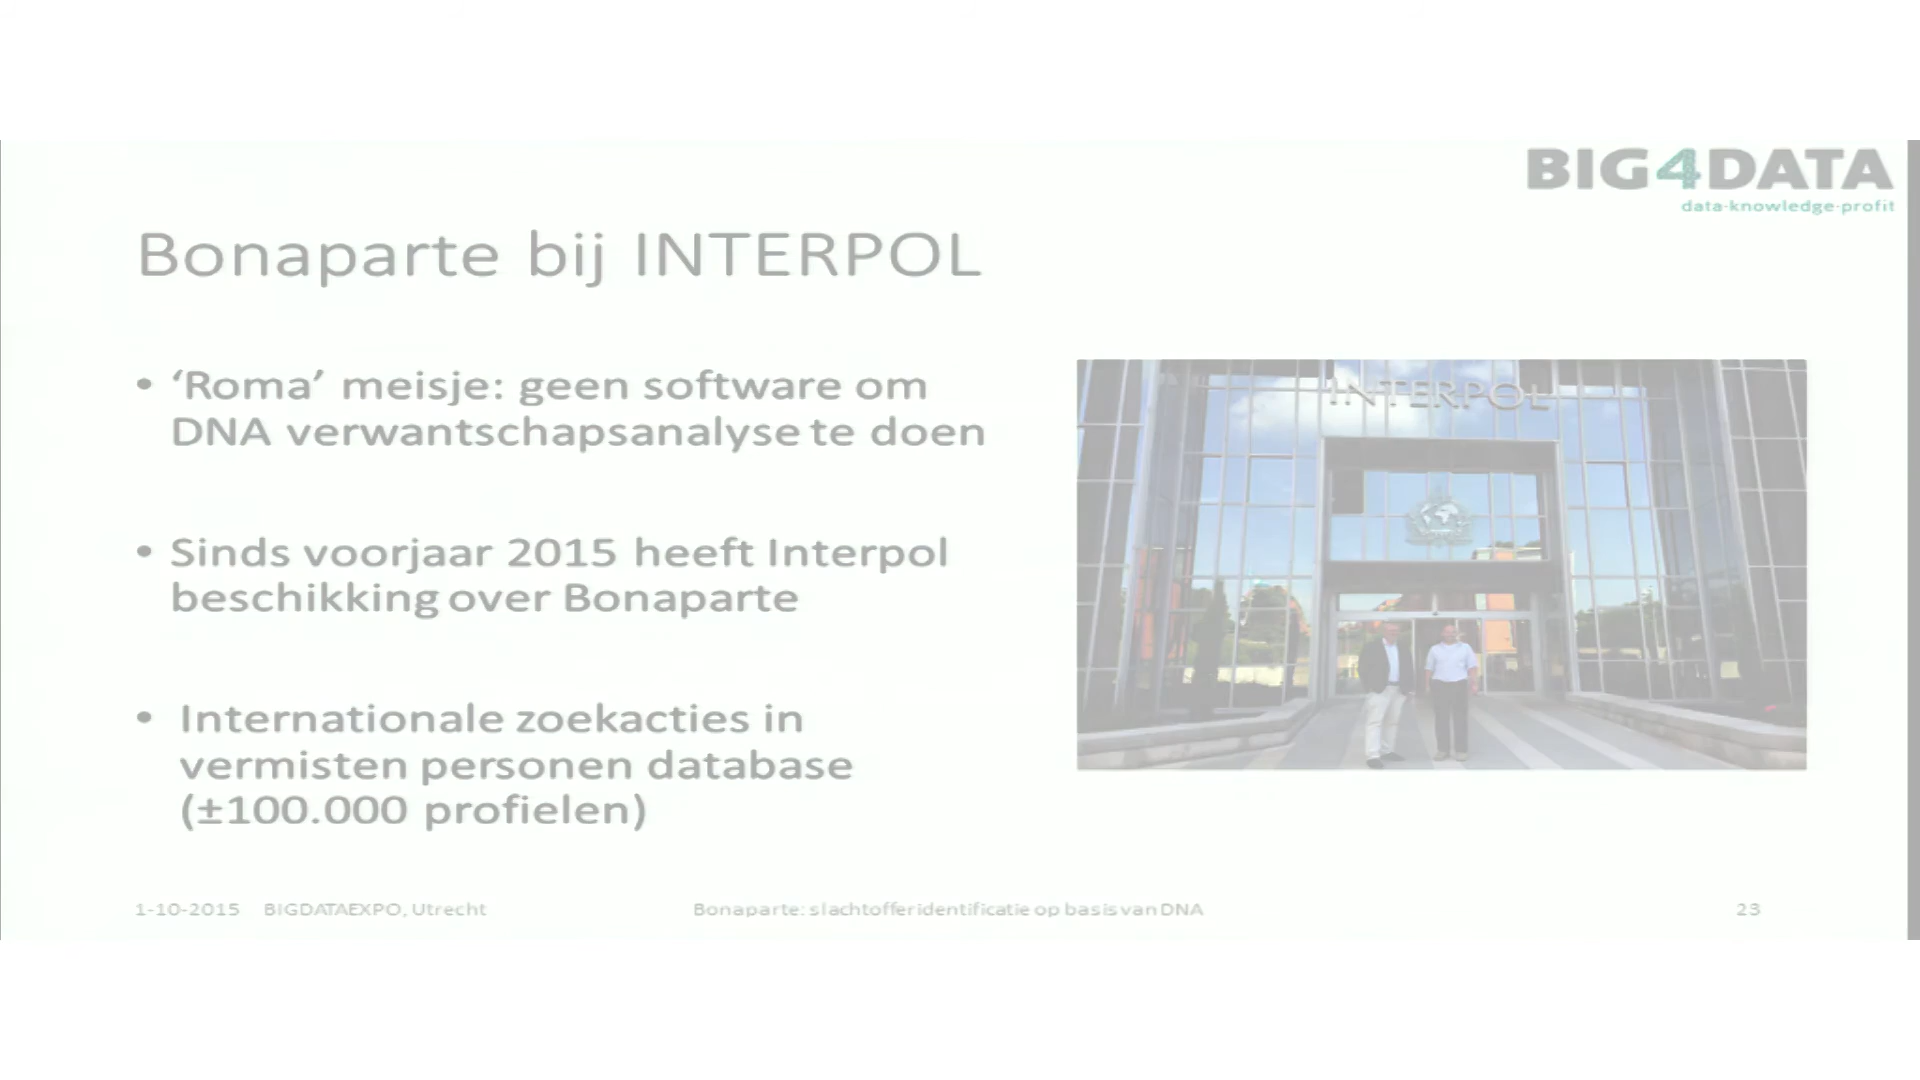 BIG4DATA
data-knowledge-profit
Bonaparte bij INTERPOL
• ‘Roma’ meisje: geen software om
DNA verwantschapsanalyse te doen
• Sinds voorjaar 2015 heeft Interpol
beschikking over Bonaparte
• Internationale zoekacties in
vermisten personen database
(±100.000 profielen)
INTERPOL
1-10-2015 BIGDATAEXPO, Utrecht Bonaparte: slachtofferidentificatie op basis van DNA 23